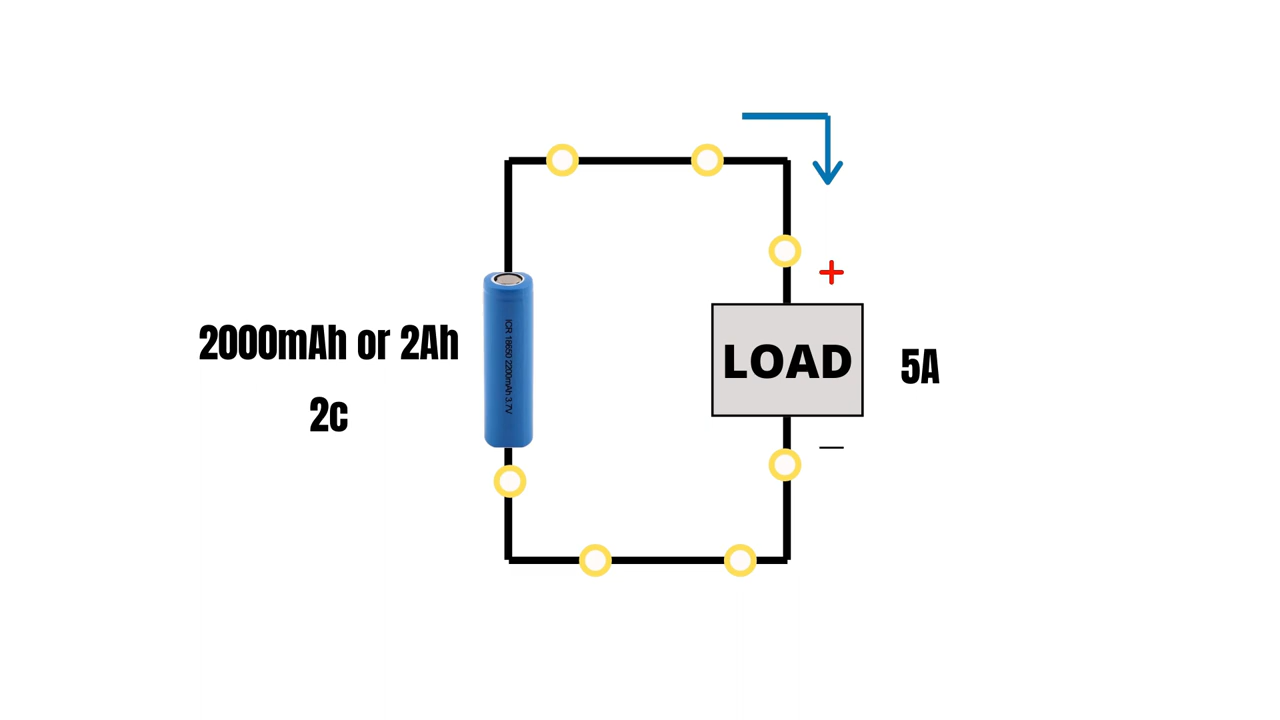 2000mAh or 2Ah
2c
ICR 18650 2200mAh 3.7V
+
LOAD
5A
—